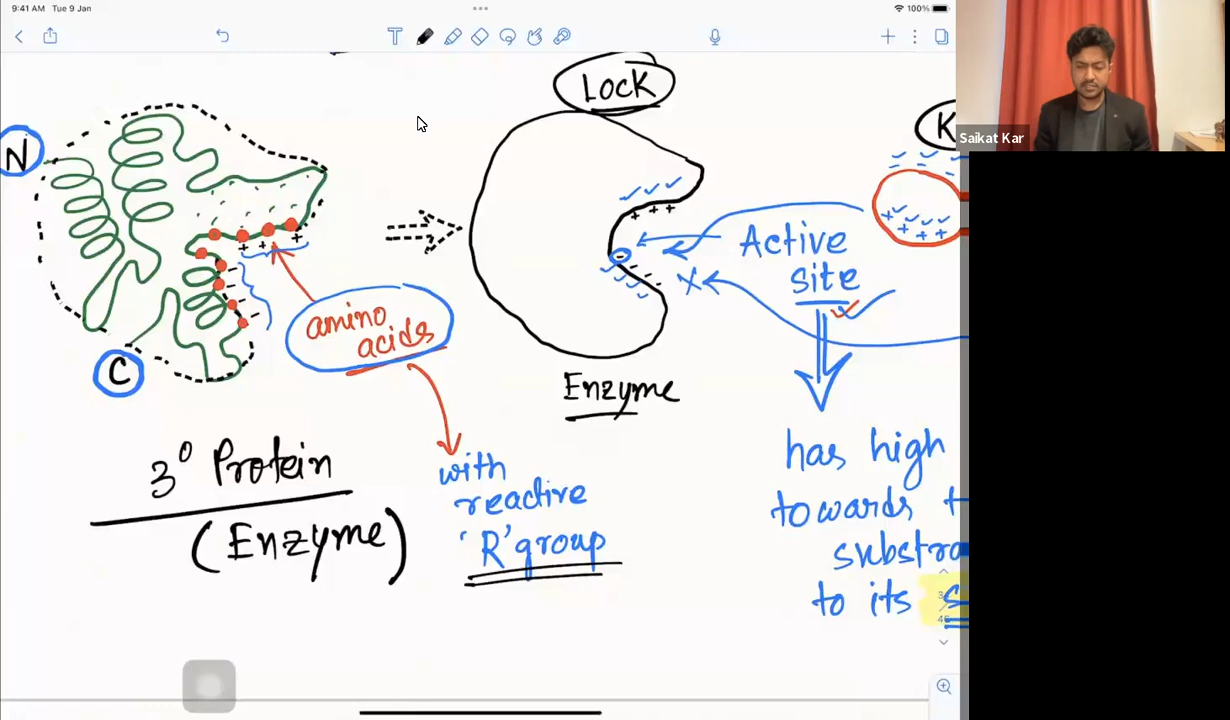 9:41 AM Tue 9 Jan
100%
Lock
K
Saikat Kar
N
+ + +
+ + +
Active
site
amino
acids
C
Enzyme
3° Protein
(Enzyme)
with
reactive
'R' group
has high
towards t
substra
to its s